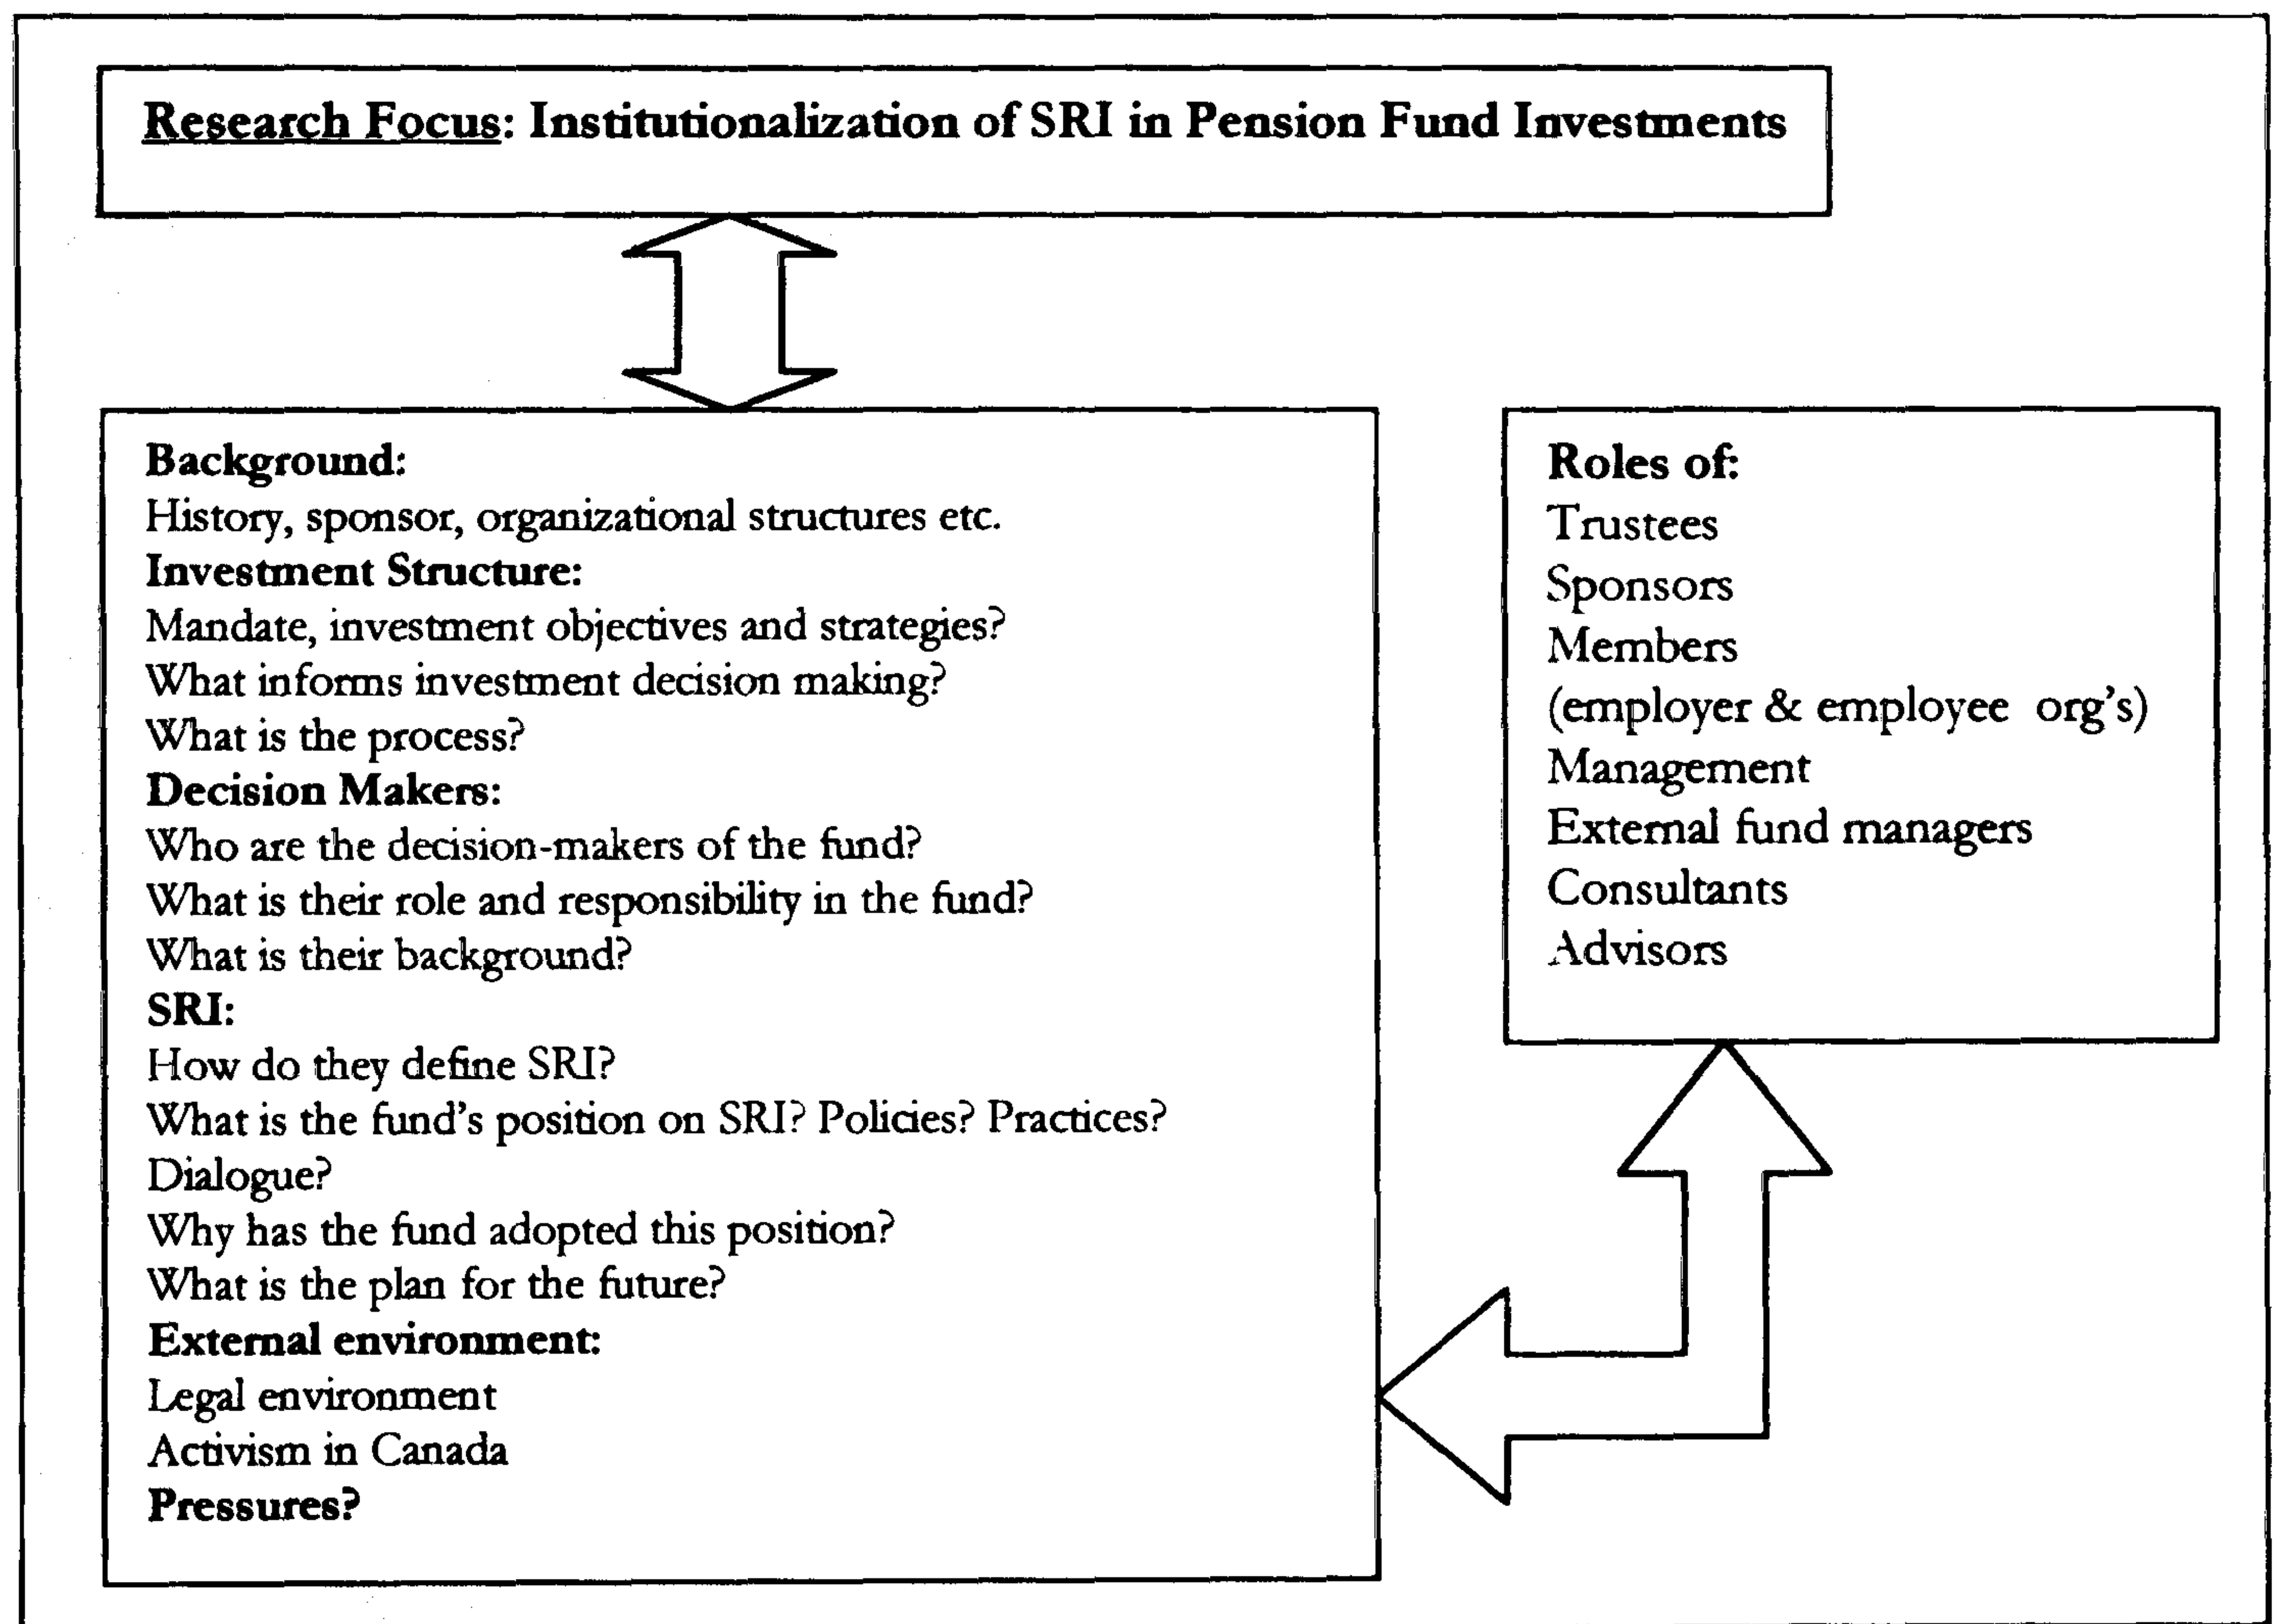 Research Focus: Institutionalization of SRI in Pension Fund Investments
Background:
History, sponsor, organizational structures etc.
Investment Structure:
Mandate, investment objectives and strategies?
What informs investment decision making?
What is the process?
Decision Makers:
Who are the decision-makers of the fund?
What is their role and responsibility in the fund?
What is their background?
SRI:
How do they define SRI?
What is the fund's position on SRI? Policies? Practices?
Dialogue?
Why has the fund adopted this position?
What is the plan for the future?
External environment:
Legal environment
Activism in Canada
Pressures?
Roles of:
Trustees
Sponsors
Members
(employer & employee org's)
Management
External fund managers
Consultants
Advisors